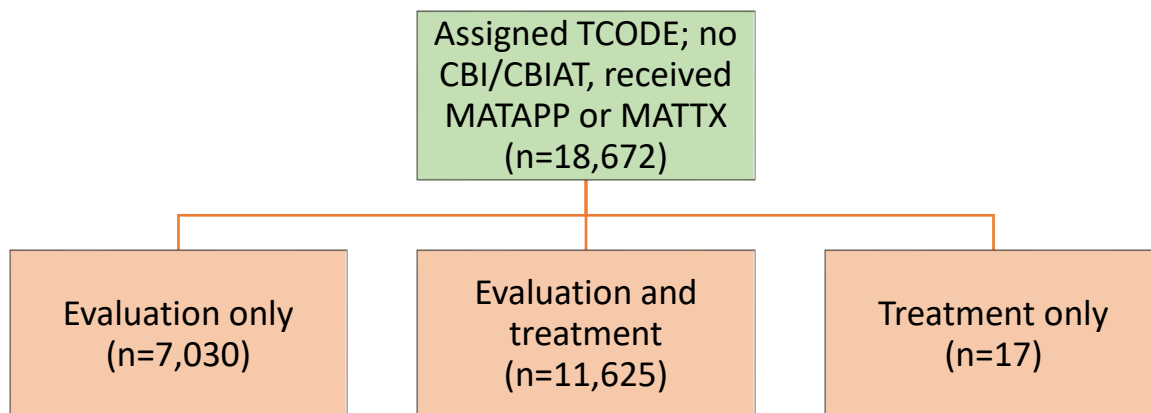 Assigned TCODE; no
CBI/CBIAT, received
MATAPP or MATTX
(n=18,672)
Evaluation only
(n=7,030)
Evaluation and
treatment
(n=11,625)
Treatment only
(n=17)